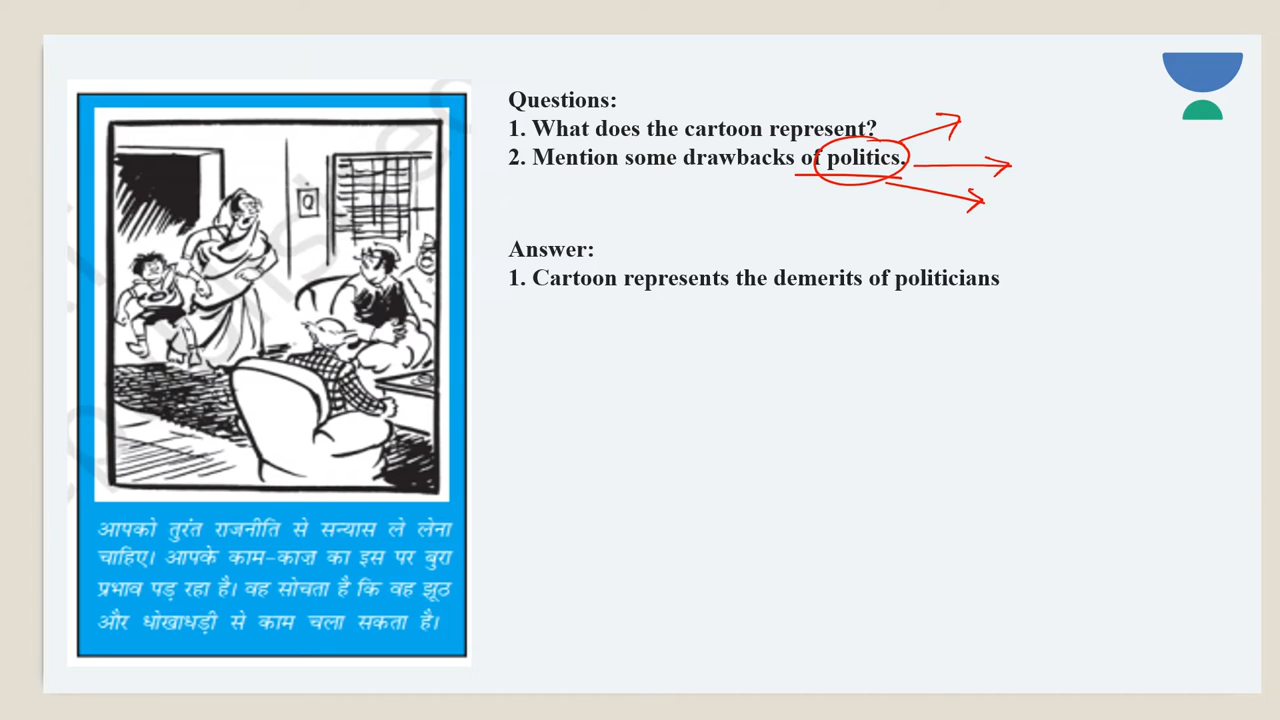 Questions:
1. What does the cartoon represent?
2. Mention some drawbacks of politics.
Answer:
1. Cartoon represents the demerits of politicians
आपको तुरंत राजनीति से सन्यास ले लेना
चाहिए। आपके काम-काज़ का इस पर बुरा
प्रभाव पड़ रहा है। वह सोचता है कि वह झूठ
और धोखाधड़ी से काम चला सकता है।